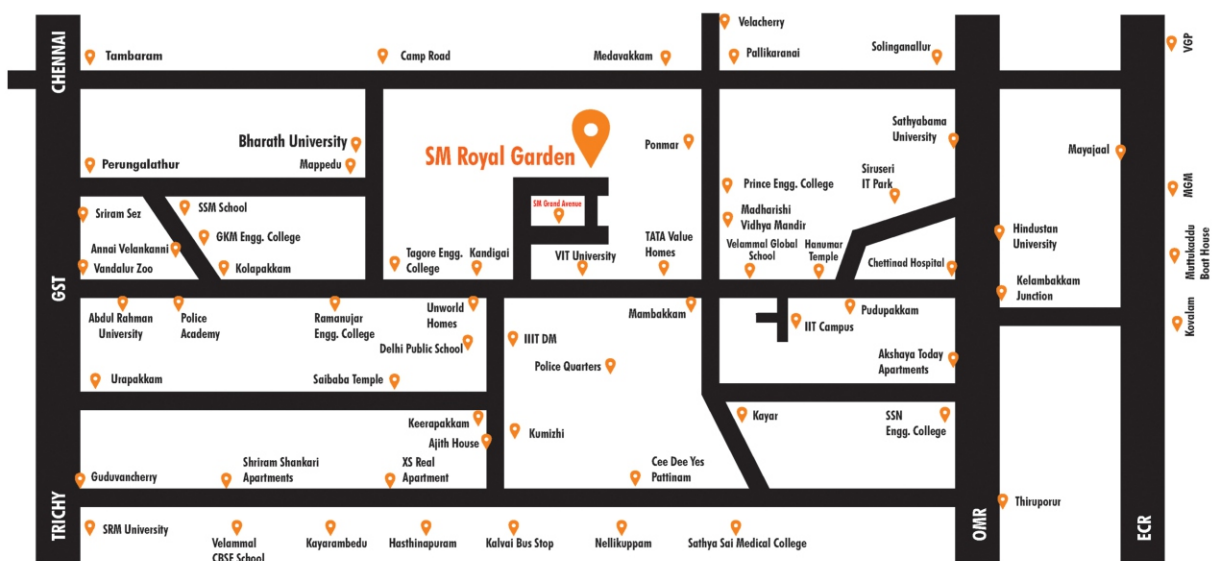 Velacherry
CHENNAI
Tambaram
Camp Road
Medavakkam
Pallikaranai
Solinganallur
VGP
Bharath University
Mappedu
Perungalathur
SM Royal Garden
Ponmar
Sathyabama
University
Mayajaal
Siruseri
IT Park
Prince Engg. College
MGM
Sriram Sez
SSM School
SM Grand Avenue
Madharishi
Vidhya Mandir
GKM Engg. College
Hindustan
University
Annai Velankanni
Vandalur Zoo
Kolapakkam
Tagore Engg.
College
Kandigai
VIT University
TATA Value
Homes
Velammal Global
School
Hanumar
Temple
Chettinad Hospital
Muttukadu
Boat House
GST
Kelambakkam
Junction
Abdul Rahman
University
Police
Academy
Ramanujar
Engg. College
Unworld
Homes
Mambakkam
Pudupakkam
IIT Campus
Kovalam
Delhi Public School
IIIT DM
Police Quarters
Akshaya Today
Apartments
Urapakkam
Saibaba Temple
Keerapakkam
Ajith House
Kumizhi
Kayar
SSN
Engg. College
Guduvancherry
Shriram Shankari
Apartments
XS Real
Apartment
Cee Dee Yes
Pattinam
TRICHY
OMR
Thiruporur
ECR
SRM University
Velammal
CBSE School
Kayarambedu
Hasthinapuram
Kalvai Bus Stop
Nellikuppam
Sathya Sai Medical College